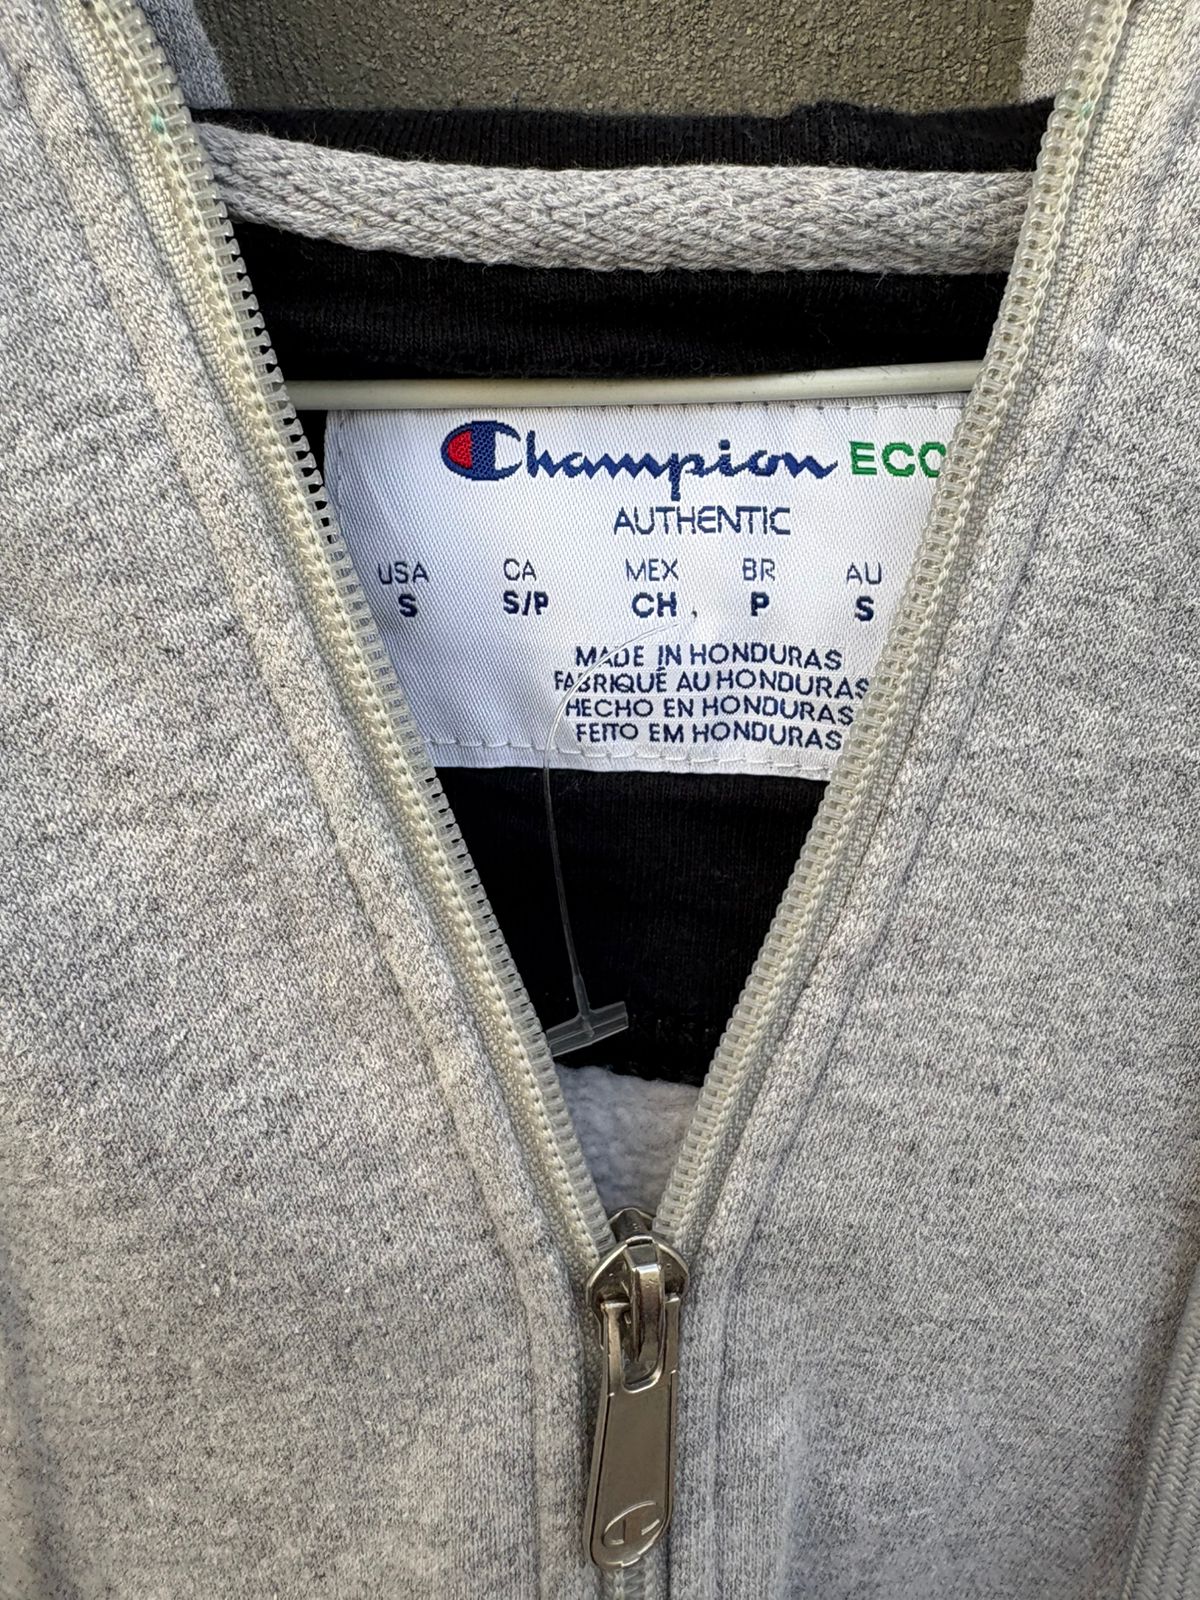 Champion ECO
AUTHENTIC
USA CA MEX BR AU
S S/P CH P S
MADE IN HONDURAS
FABRIQUÉ AU HONDURAS
HECHO EN HONDURAS
FEITO EM HONDURAS